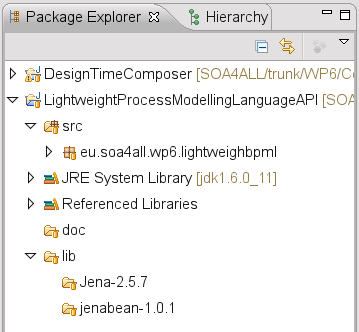 Package Explorer Hierarchy
DesignTimeComposer [SOA4ALL/trunk/WP6/Co
LightweightProcessModellingLanguageAPI [SOA
src
eu.soa4all.wp6.lightweighbpml
JRE System Library [jdk1.6.0_11]
Referenced Libraries
doc
lib
Jena-2.5.7
jenabean-1.0.1